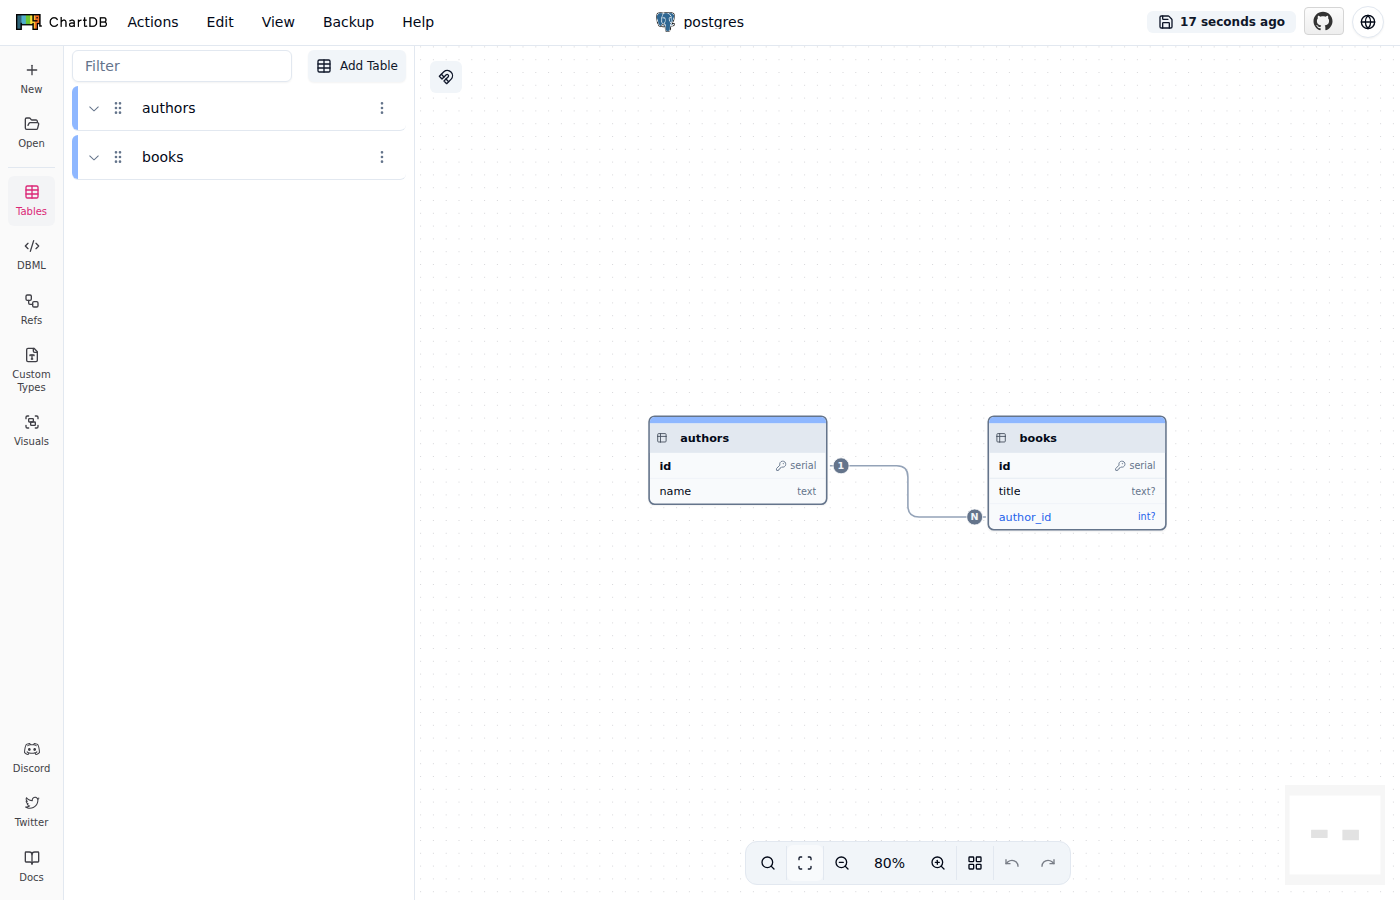 ChartDB Actions Edit View Backup Help postgres 17 seconds ago
New
Open
Tables
DBML
Refs
Custom
Types
Visuals
Discord
Twitter
Docs
Filter Add Table
authors
books
authors
id serial
name text
1
N
books
id serial
title text?
author_id int?
80%